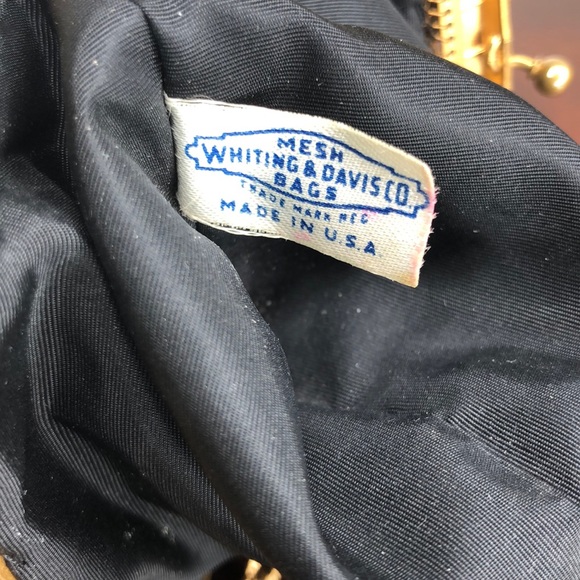 MESH
WHITING & DAVIS CO.
BAGS
TRADE MARK REG
MADE IN U.S.A.